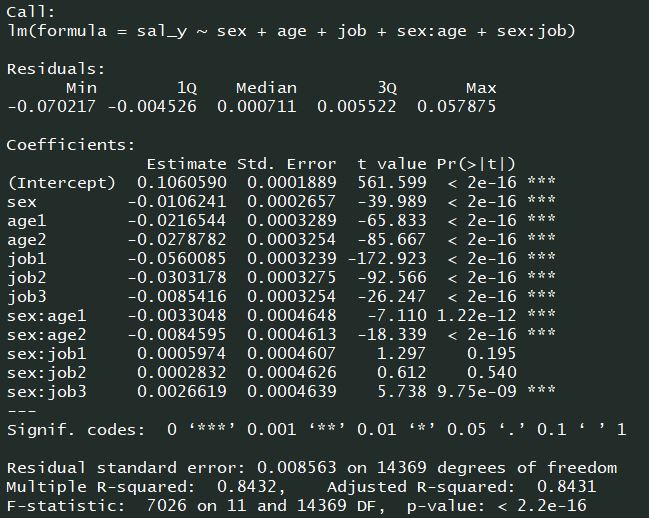 Call:
lm(formula = sal_y ~ sex + age + job + sex:age + sex:job)
Residuals:
Min 1Q Median 3Q Max
-0.070217 -0.004526 0.000711 0.005522 0.057875
Coefficients:
Estimate Std. Error t value Pr(>|t|)
(Intercept) 0.1060590 0.0001889 561.599 < 2e-16 ***
sex -0.0106241 0.0002657 -39.989 < 2e-16 ***
age1 -0.0216544 0.0003289 -65.833 < 2e-16 ***
age2 -0.0278782 0.0003254 -85.667 < 2e-16 ***
job1 -0.0560085 0.0003239 -172.923 < 2e-16 ***
job2 -0.0303178 0.0003275 -92.566 < 2e-16 ***
job3 -0.0085416 0.0003254 -26.247 < 2e-16 ***
sex:age1 -0.0033048 0.0004648 -7.110 1.22e-12 ***
sex:age2 -0.0084595 0.0004613 -18.339 < 2e-16 ***
sex:job1 0.0005974 0.0004607 1.297 0.195
sex:job2 0.0002832 0.0004626 0.612 0.540
sex:job3 0.0026619 0.0004639 5.738 9.75e-09 ***
---
Signif. codes: 0 ‘***’ 0.001 ‘**’ 0.01 ‘*’ 0.05 ‘.’ 0.1 ‘ ’ 1
Residual standard error: 0.008563 on 14369 degrees of freedom
Multiple R-squared: 0.8432, Adjusted R-squared: 0.8431
F-statistic: 7026 on 11 and 14369 DF, p-value: < 2.2e-16